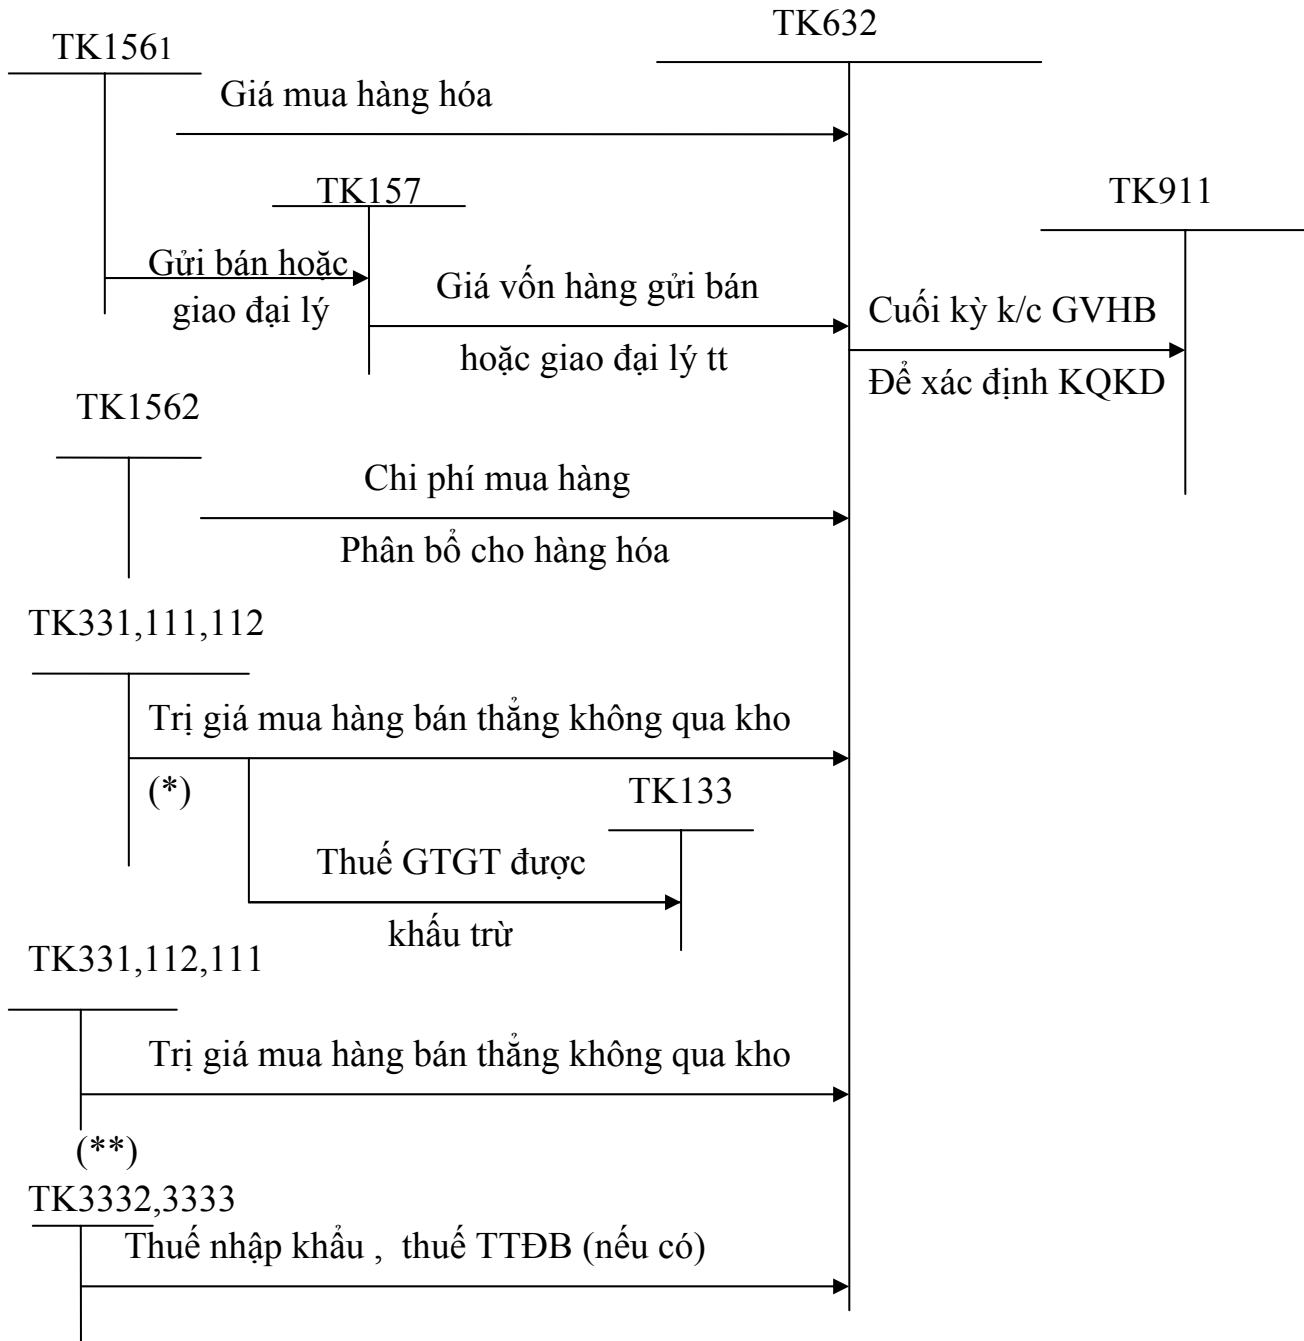 TK632
TK1561
Giá mua hàng hóa
TK157
TK911
Gửi bán hoặc
giao đại lý
Giá vốn hàng gửi bán
hoặc giao đại lý tt
Cuối kỳ k/c GVHB
Để xác định KQKD
TK1562
Chi phí mua hàng
Phân bổ cho hàng hóa
TK331,111,112
Trị giá mua hàng bán thẳng không qua kho
(*)
TK133
Thuế GTGT được
khấu trừ
TK331,112,111
Trị giá mua hàng bán thẳng không qua kho
(**)
TK3332,3333
Thuế nhập khẩu , thuế TTĐB (nếu có)